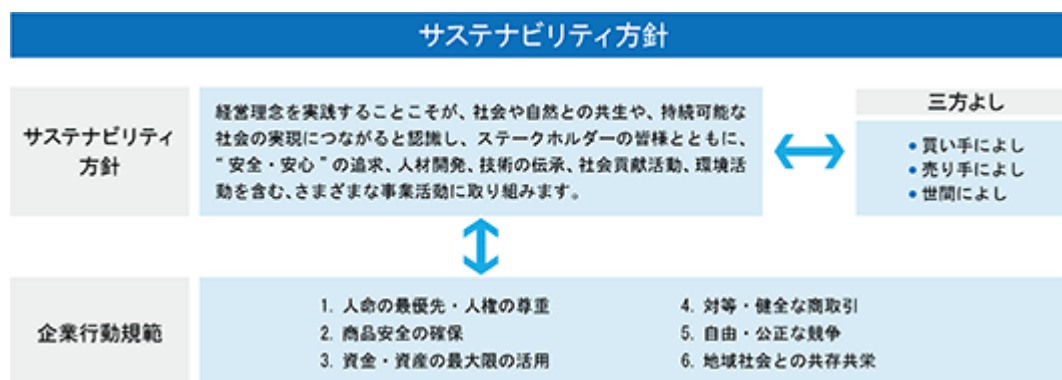 サステナビリティ方針
サステナビリティ
方針
経営理念を実践することこそが、社会や自然との共生や、持続可能な
社会の実現につながると認識し、ステークホルダーの皆様とともに、
“安全・安心”の追求、人材開発、技術の伝承、社会貢献活動、環境活
動を含む、さまざまな事業活動に取り組みます。
三方よし
• 買い手によし
• 売り手によし
• 世間によし
企業行動規範
1. 人命の最優先・人権の尊重
2. 商品安全の確保
3. 資金・資産の最大限の活用
4. 対等・健全な商取引
5. 自由・公正な競争
6. 地域社会との共存共栄